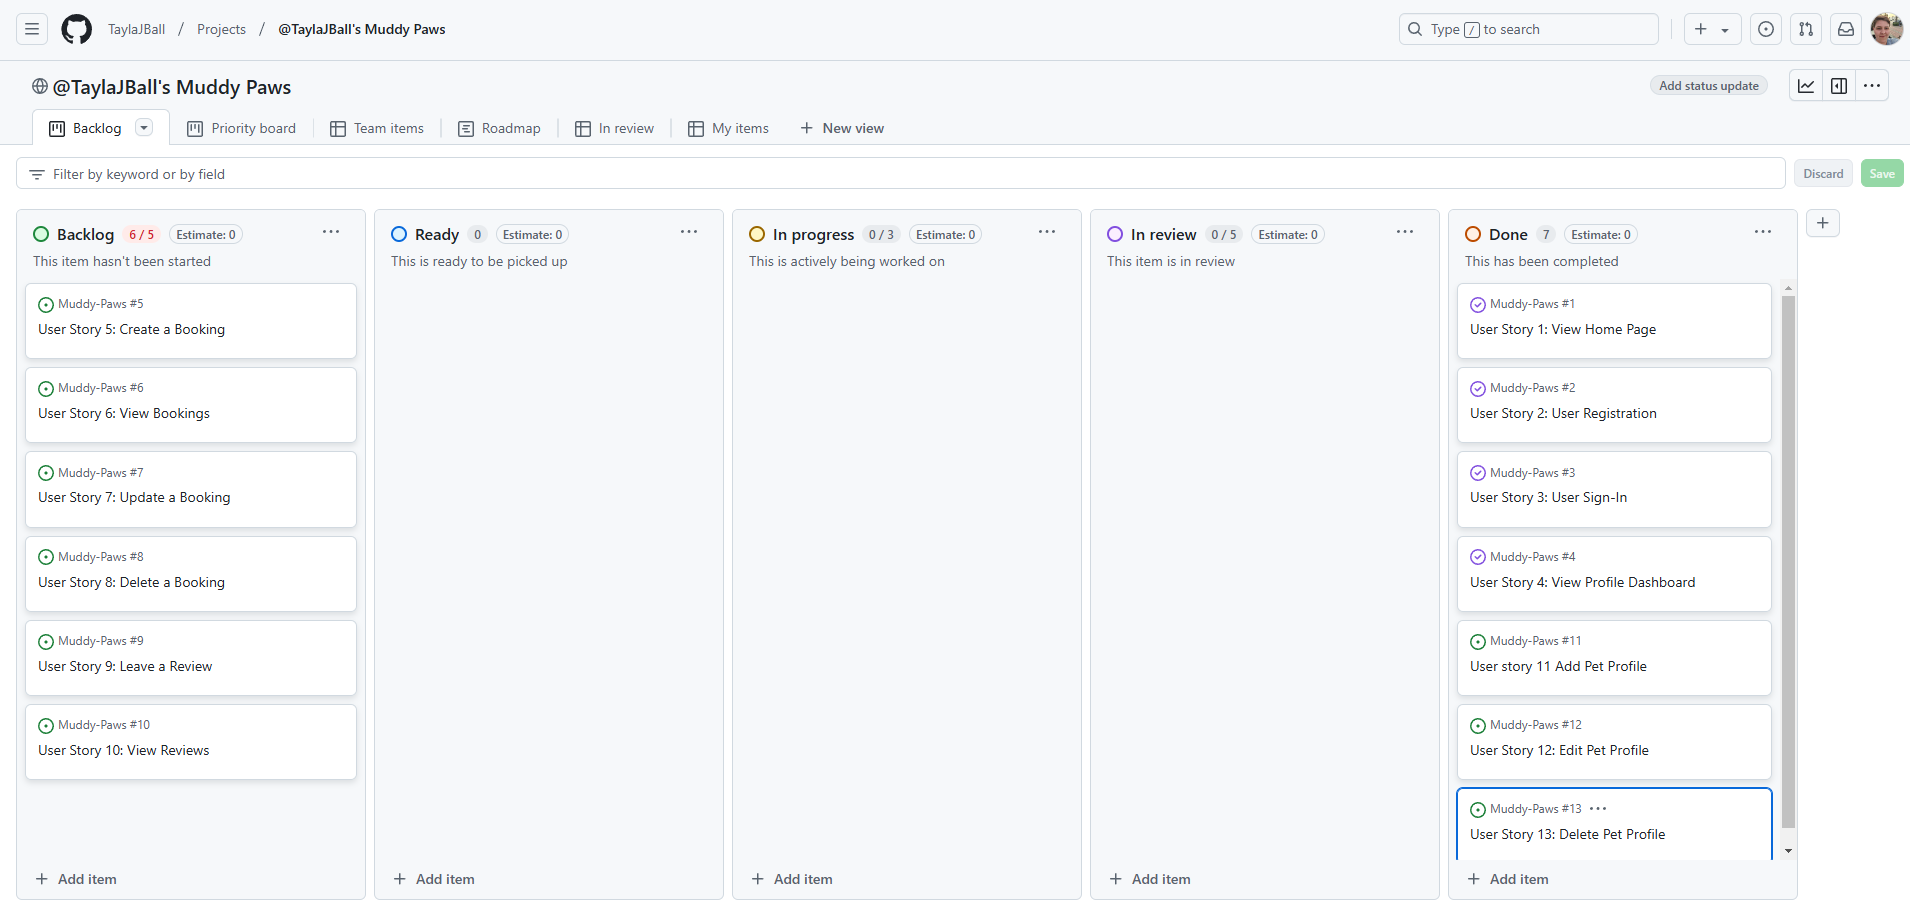 TaylaJBall / Projects / @TaylaJBall's Muddy Paws
Type / to search
@TaylaJBall's Muddy Paws
Add status update
Backlog
Priority board
Team items
Roadmap
In review
My items
New view
Filter by keyword or by field
Discard
Save
Backlog 6 / 5 Estimate: 0
This item hasn't been started
Muddy-Paws #5
User Story 5: Create a Booking
Muddy-Paws #6
User Story 6: View Bookings
Muddy-Paws #7
User Story 7: Update a Booking
Muddy-Paws #8
User Story 8: Delete a Booking
Muddy-Paws #9
User Story 9: Leave a Review
Muddy-Paws #10
User Story 10: View Reviews
Add item
Ready 0 Estimate: 0
This is ready to be picked up
Add item
In progress 0 / 3 Estimate: 0
This is actively being worked on
Add item
In review 0 / 5 Estimate: 0
This item is in review
Add item
Done 7 Estimate: 0
This has been completed
Muddy-Paws #1
User Story 1: View Home Page
Muddy-Paws #2
User Story 2: User Registration
Muddy-Paws #3
User Story 3: User Sign-In
Muddy-Paws #4
User Story 4: View Profile Dashboard
Muddy-Paws #11
User story 11 Add Pet Profile
Muddy-Paws #12
User Story 12: Edit Pet Profile
Muddy-Paws #13
User Story 13: Delete Pet Profile
Add item